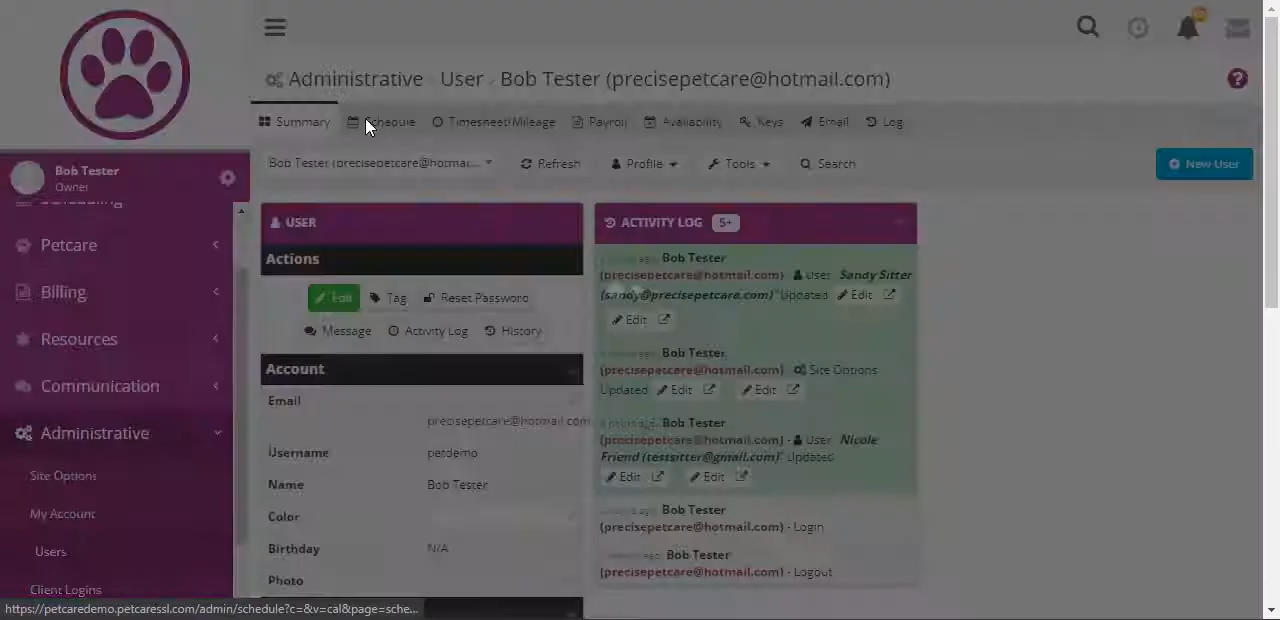 Administrative - User - Bob Tester (precisepetcare@hotmail.com)
Summary Schedule Timesheet/Mileage Payroll Availability Keys Email Log
Bob Tester (precisepetcare@hotmai... Refresh Profile Tools Search New User
Bob Tester
Owner
Scheduling
Petcare
Billing
Resources
Communication
Administrative
Site Options
My Account
Users
Client Logins
USER
Actions
Edit Tag Reset Password
Message Activity Log History
Account
Email
precisepetcare@hotmail.com
Username petdemo
Name Bob Tester
Color
Birthday N/A
Photo
ACTIVITY LOG 5+
Bob Tester
(precisepetcare@hotmail.com) - User "Sandy Sitter
(sandy@precisepetcare.com)" Updated Edit
Edit
Bob Tester
(precisepetcare@hotmail.com) - Site Options
Updated Edit Edit
Bob Tester
(precisepetcare@hotmail.com) - User "Nicole
Friend (testsitter@gmail.com)" Updated
Edit Edit
Bob Tester
(precisepetcare@hotmail.com) - Login
Bob Tester
(precisepetcare@hotmail.com) - Logout
https://petcaredemo.petcaressl.com/admin/schedule?c=&v=cal&page=sche...